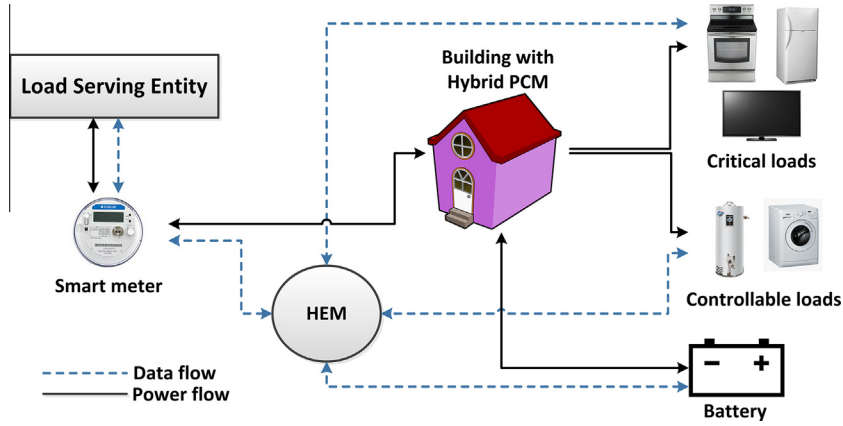 Building with
Hybrid PCM
Load Serving Entity
Critical loads
Smart meter
HEM
Controllable loads
Data flow
Power flow
Battery